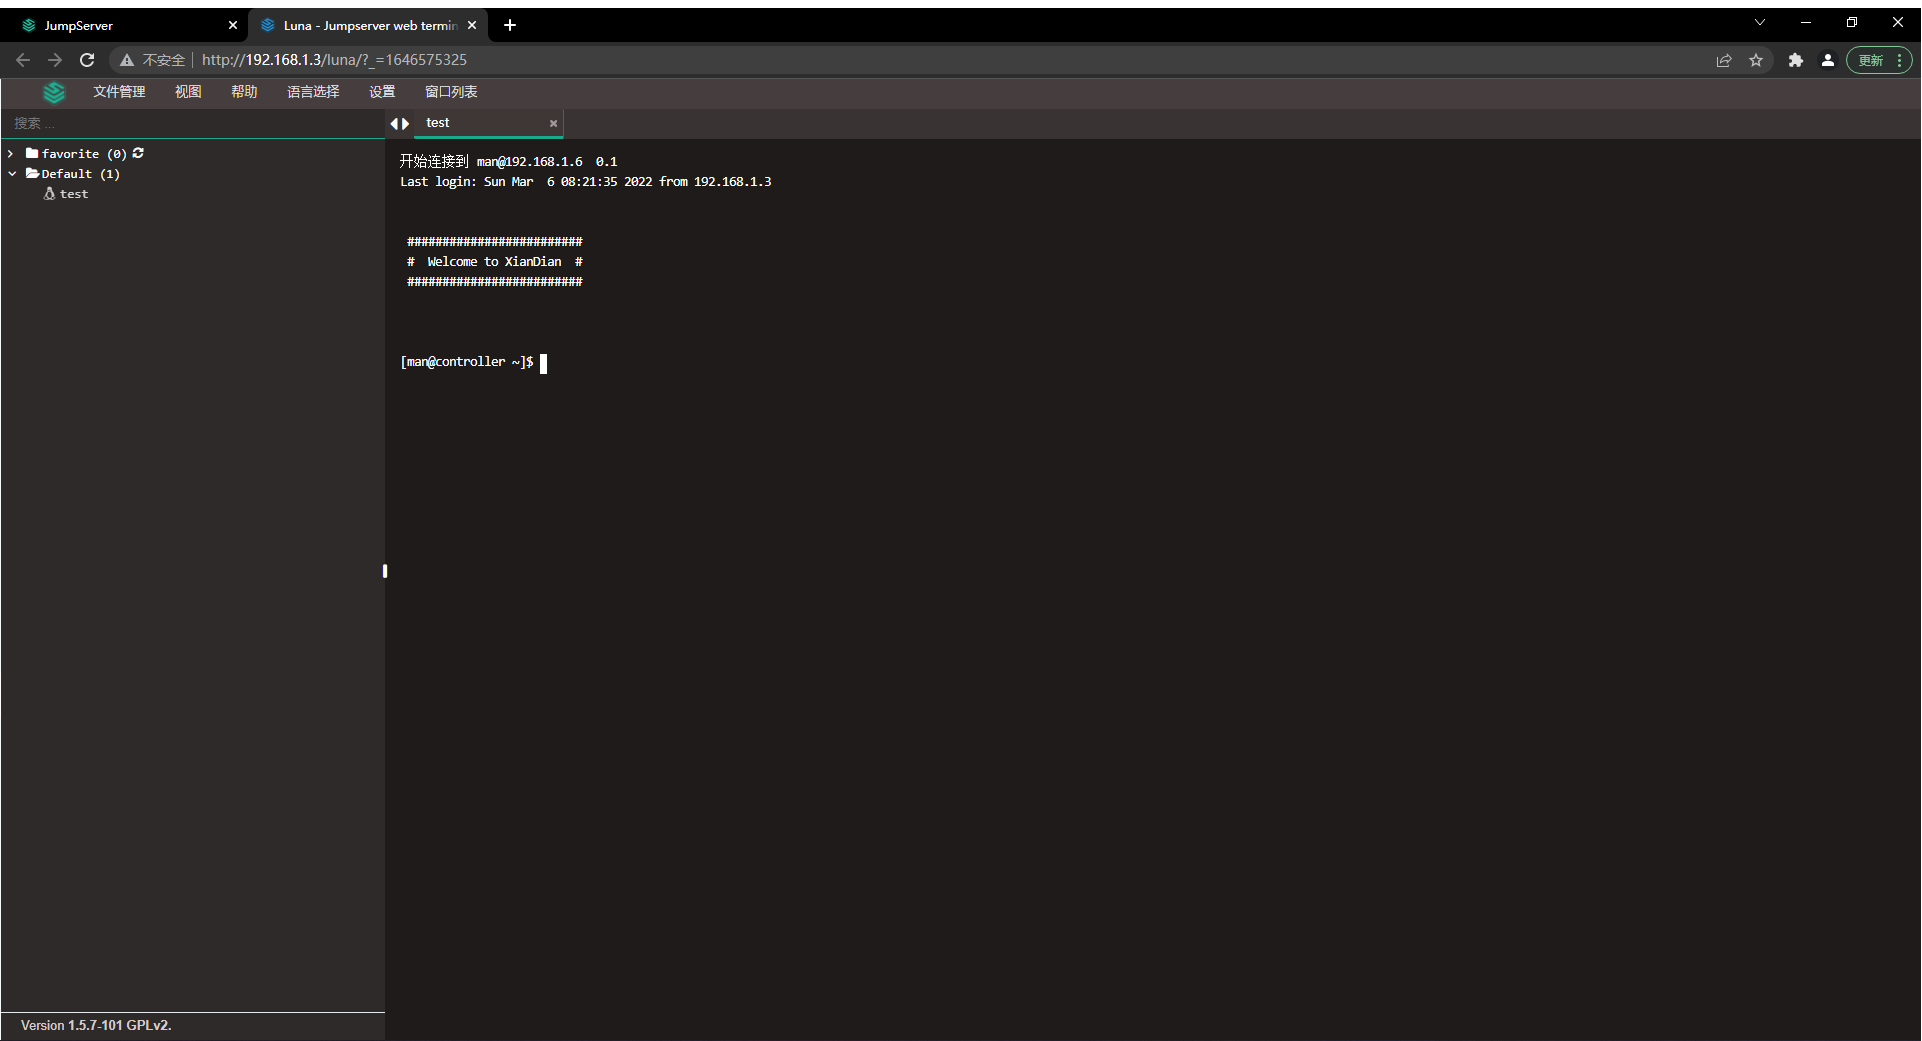 JumpServer
Luna - Jumpserver web termin
不安全 http://192.168.1.3/luna/?_=1646575325
更新
文件管理 视图 帮助 语言选择 设置 窗口列表
搜索 ...
test
favorite (0)
Default (1)
test
开始连接到 man@192.168.1.6 0.1
Last login: Sun Mar  6 08:21:35 2022 from 192.168.1.3
#########################
#  Welcome to XianDian  #
#########################
[man@controller ~]$
Version 1.5.7-101 GPLv2.